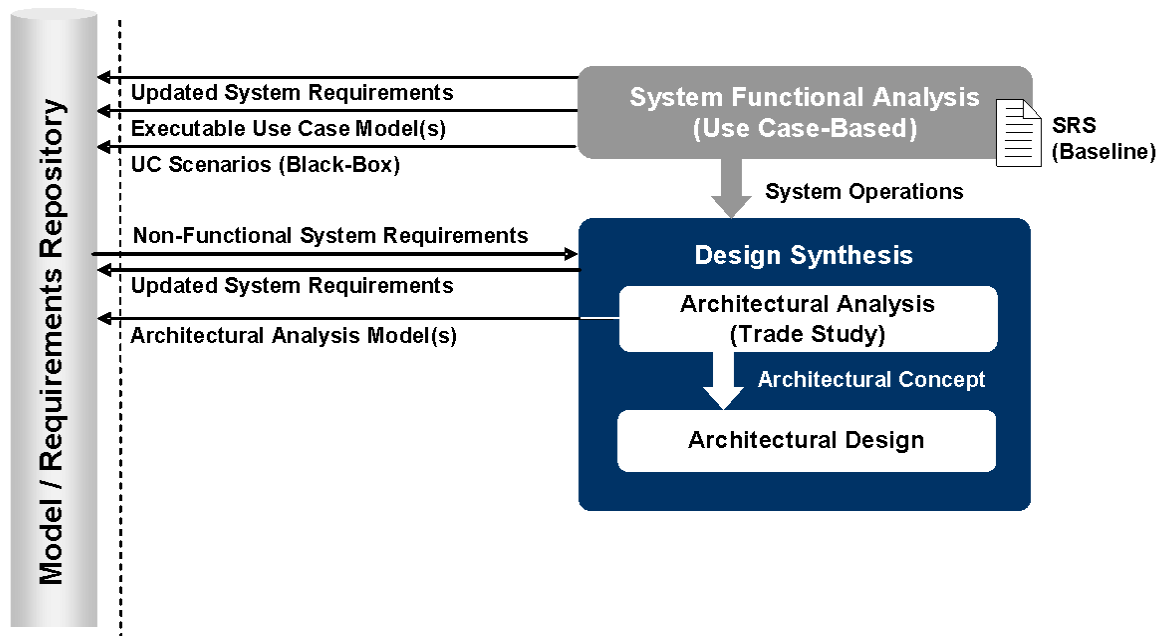 Model / Requirements Repository
Updated System Requirements
Executable Use Case Model(s)
UC Scenarios (Black-Box)
System Functional Analysis
(Use Case-Based)
SRS
(Baseline)
System Operations
Non-Functional System Requirements
Updated System Requirements
Architectural Analysis Model(s)
Design Synthesis
Architectural Analysis
(Trade Study)
Architectural Concept
Architectural Design